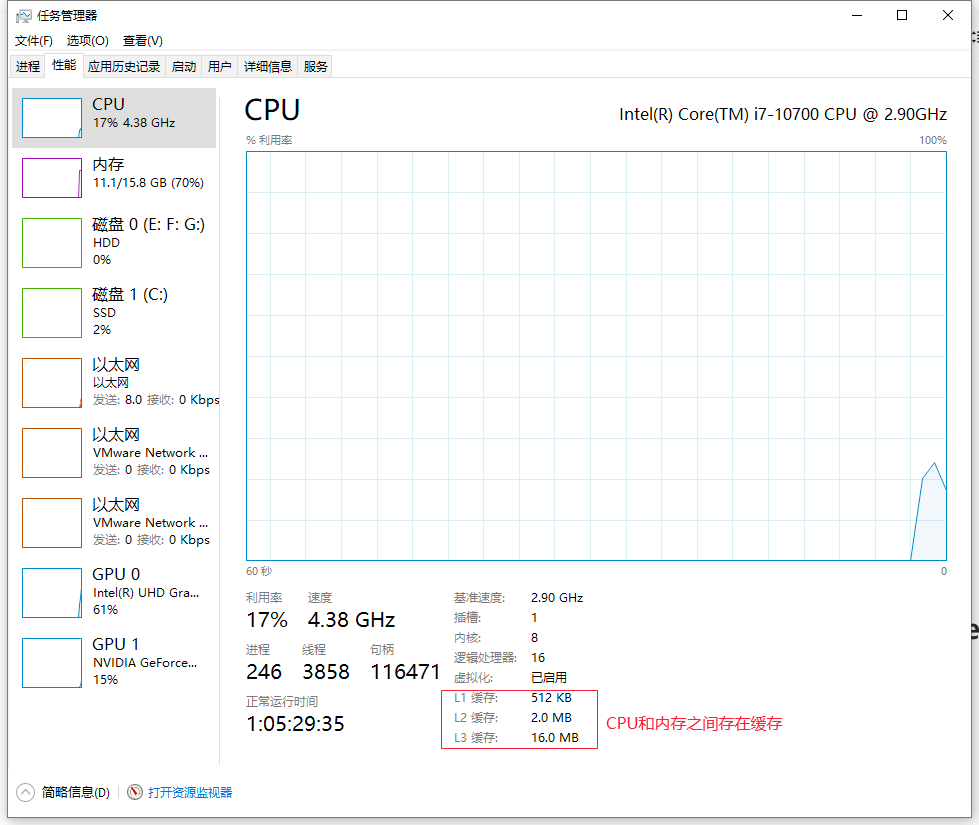 任务管理器
文件(F) 选项(O) 查看(V)
进程 性能 应用历史记录 启动 用户 详细信息 服务
CPU
17% 4.38 GHz
内存
11.1/15.8 GB (70%)
磁盘 0 (E: F: G:)
HDD
0%
磁盘 1 (C:)
SSD
2%
以太网
以太网
发送: 8.0 接收: 0 Kbps
以太网
VMware Network ...
发送: 0 接收: 0 Kbps
以太网
VMware Network ...
发送: 0 接收: 0 Kbps
GPU 0
Intel(R) UHD Gra...
61%
GPU 1
NVIDIA GeForce...
15%
CPU
Intel(R) Core(TM) i7-10700 CPU @ 2.90GHz
% 利用率
100%
60 秒
0
利用率 速度
17% 4.38 GHz
进程 线程 句柄
246 3858 116471
正常运行时间
1:05:29:35
基准速度: 2.90 GHz
插槽: 1
内核: 8
逻辑处理器: 16
虚拟化: 已启用
L1 缓存: 512 KB
L2 缓存: 2.0 MB
L3 缓存: 16.0 MB
CPU和内存之间存在缓存
简略信息(D)
打开资源监视器